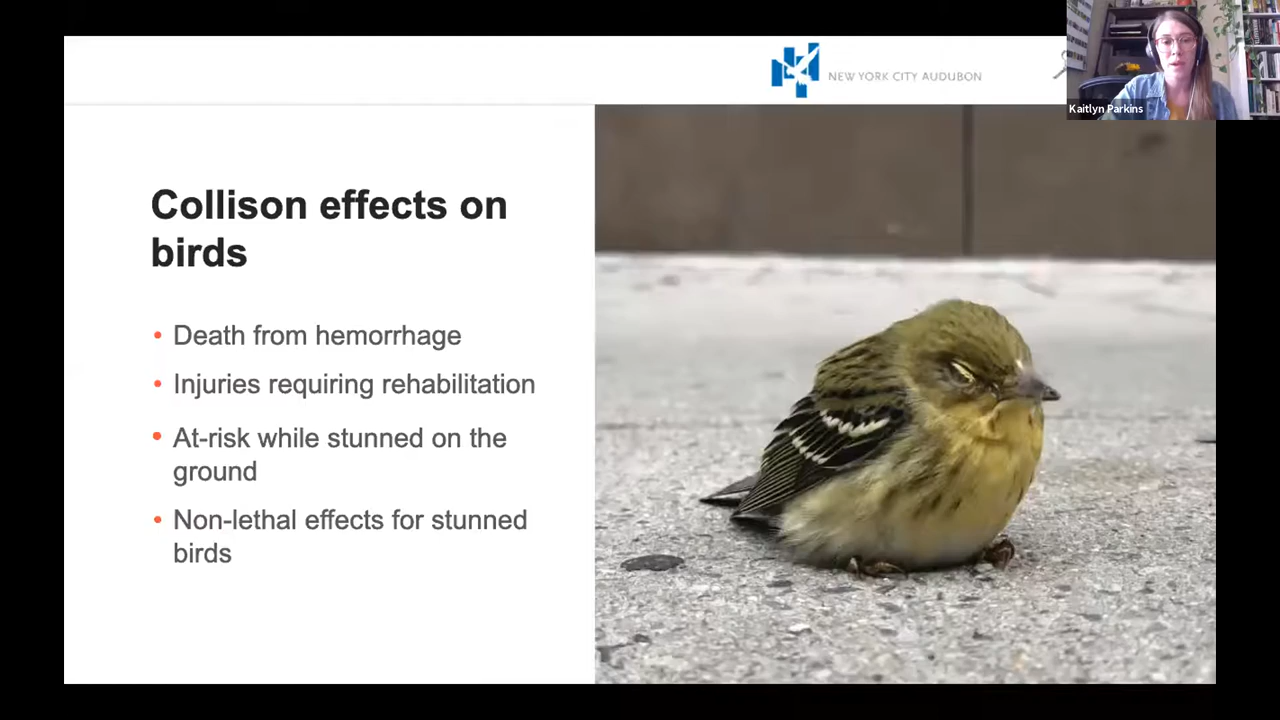 NEW YORK CITY AUDUBON
Kaitlyn Parkins
Collison effects on
birds
• Death from hemorrhage
• Injuries requiring rehabilitation
• At-risk while stunned on the
ground
• Non-lethal effects for stunned
birds